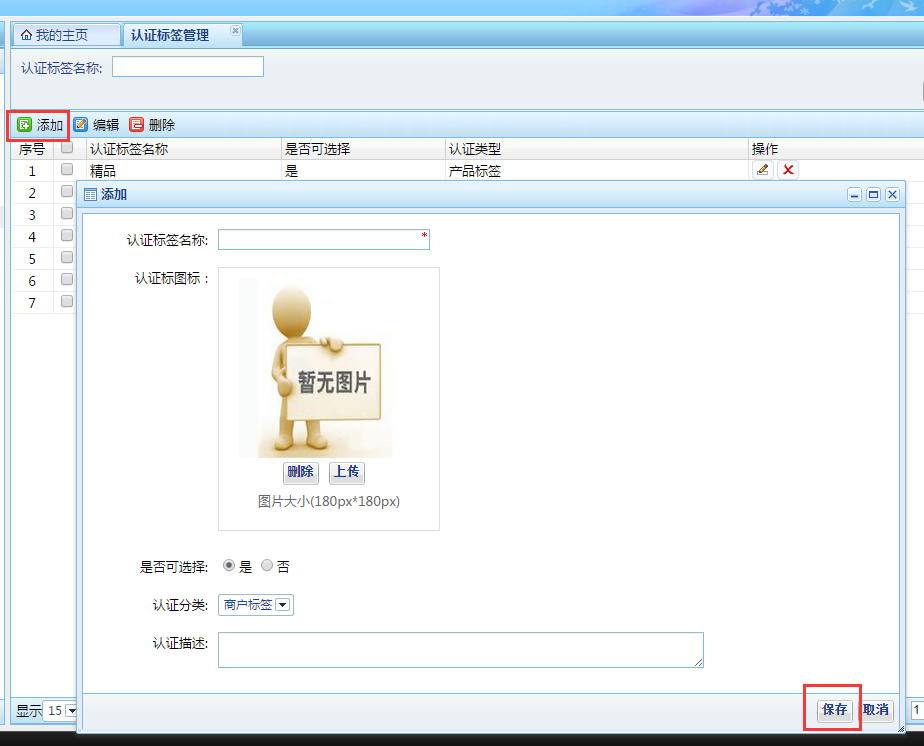 我的主页 认证标签管理
认证标签名称:
添加 编辑 删除
序号 认证标签名称 是否可选择 认证类型 操作
1 精品 是 产品标签
2
3
4
5
6
7
添加
认证标签名称: *
认证标图标：
暂无图片
删除 上传
图片大小(180px*180px)
是否可选择: 是 否
认证分类: 商户标签
认证描述:
保存 取消
显示 15 1